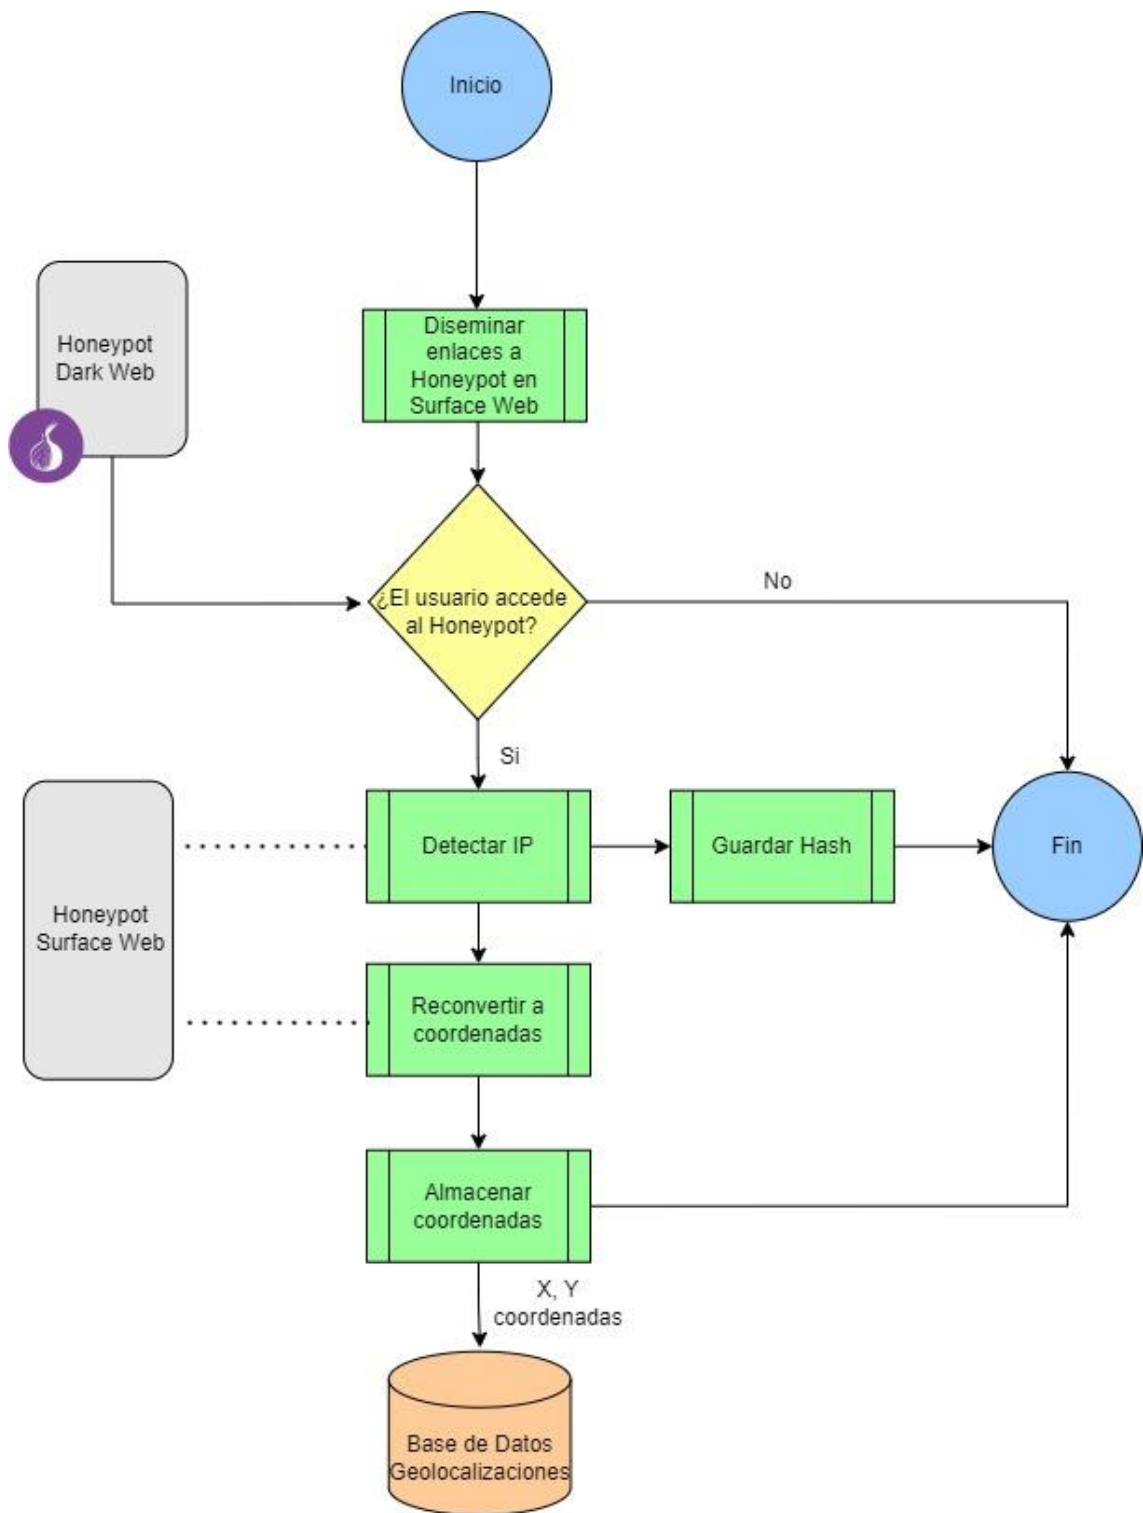 Inicio
Diseminar
enlaces a
Honeypot en
Surface Web
Honeypot
Dark Web
¿El usuario accede
al Honeypot?
No
Si
Honeypot
Surface Web
Detectar IP
Guardar Hash
Fin
Reconvertir a
coordenadas
Almacenar
coordenadas
X, Y
coordenadas
Base de Datos
Geolocalizaciones